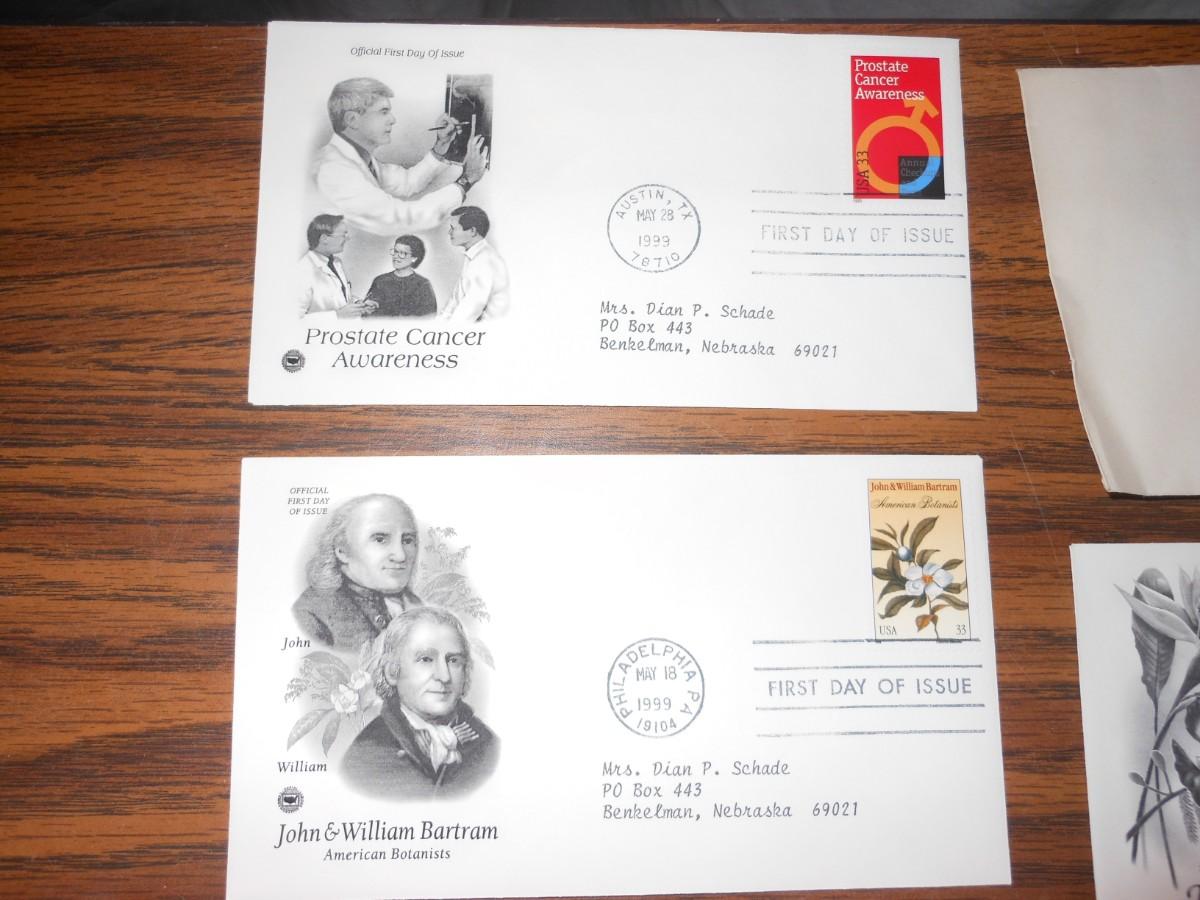 Official First Day Of Issue
Prostate
Cancer
Awareness
USA 33
Annual
AUSTIN, TX
MAY 28
1999
78710
FIRST DAY OF ISSUE
Mrs. Dian P. Schade
PO Box 443
Benkelman, Nebraska 69021
Prostate Cancer
Awareness
OFFICIAL
FIRST DAY
OF ISSUE
John & William Bartram
American Botanists
USA 33
John
William
PHILADELPHIA PA
MAY 18
1999
19104
FIRST DAY OF ISSUE
Mrs. Dian P. Schade
PO Box 443
Benkelman, Nebraska 69021
John & William Bartram
American Botanists